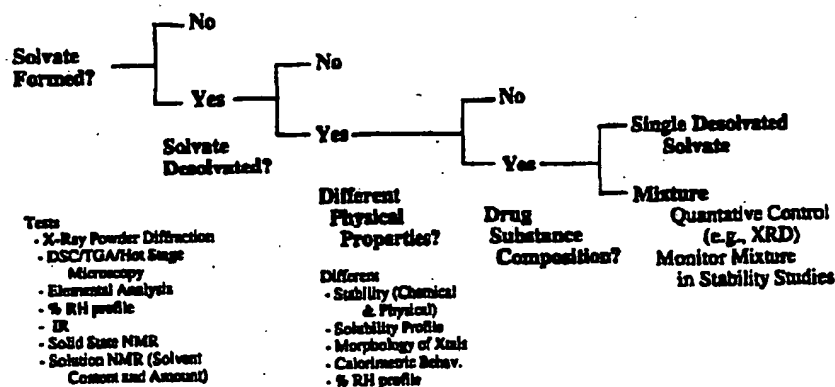 No
Solvate
Formed?
Yes
No
Solvate
Desolvated?
Yes
No
Different
Physical
Properties?
Yes
Drug
Substance
Composition?
Single Desolvated
Solvate
Mixture
Quantative Control
(e.g., XRD)
Monitor Mixture
in Stability Studies
Tests
- X-Ray Powder Diffraction
- DSC/TGA/Hot Stage
Microscopy
- Elemental Analysis
- % RH profile
- IR
- Solid State NMR
- Solution NMR (Solvent
Content and Amount)
Different
- Stability (Chemical
& Physical)
- Solubility Profile
- Morphology of Xtals
- Calorimetric Behav.
- % RH profile